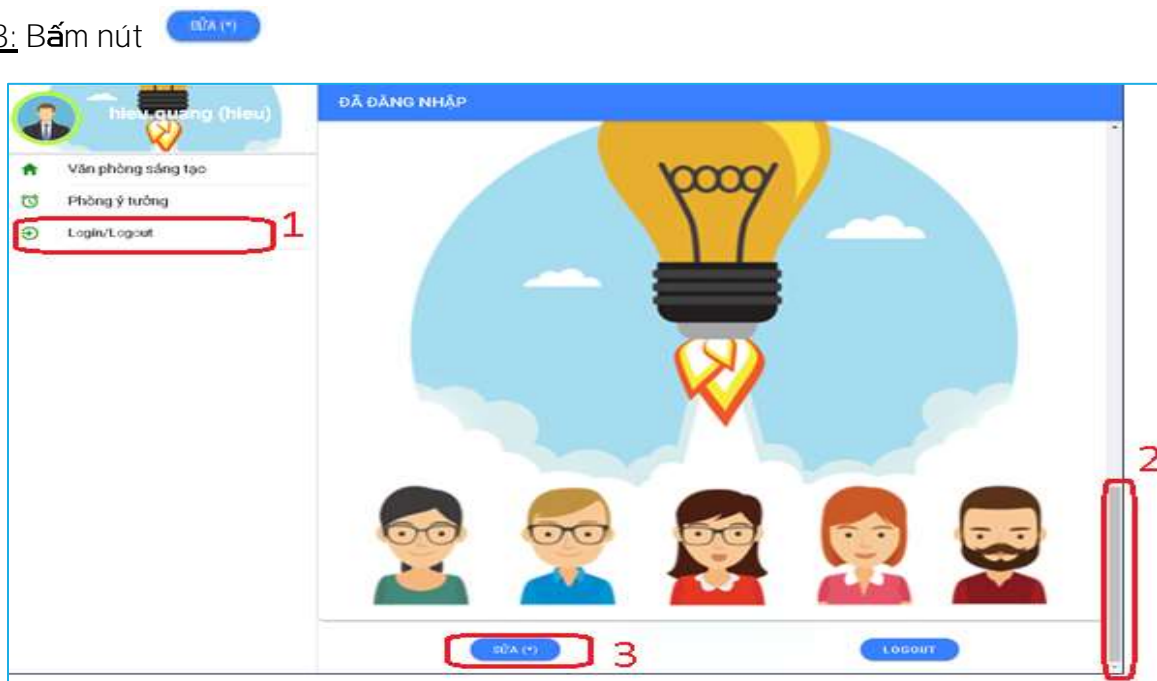 3: Bấm nút SỬA (*)
hieu.quang (hieu)
ĐÃ ĐĂNG NHẬP
Văn phòng sáng tạo
Phòng ý tưởng
Login/Logout
1
2
SỬA (*)
3
LOGOUT